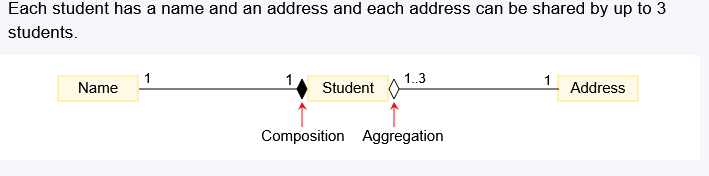 Each student has a name and an address and each address can be shared by up to 3
students.
1 1 1..3 1
Name Student Address
Composition Aggregation